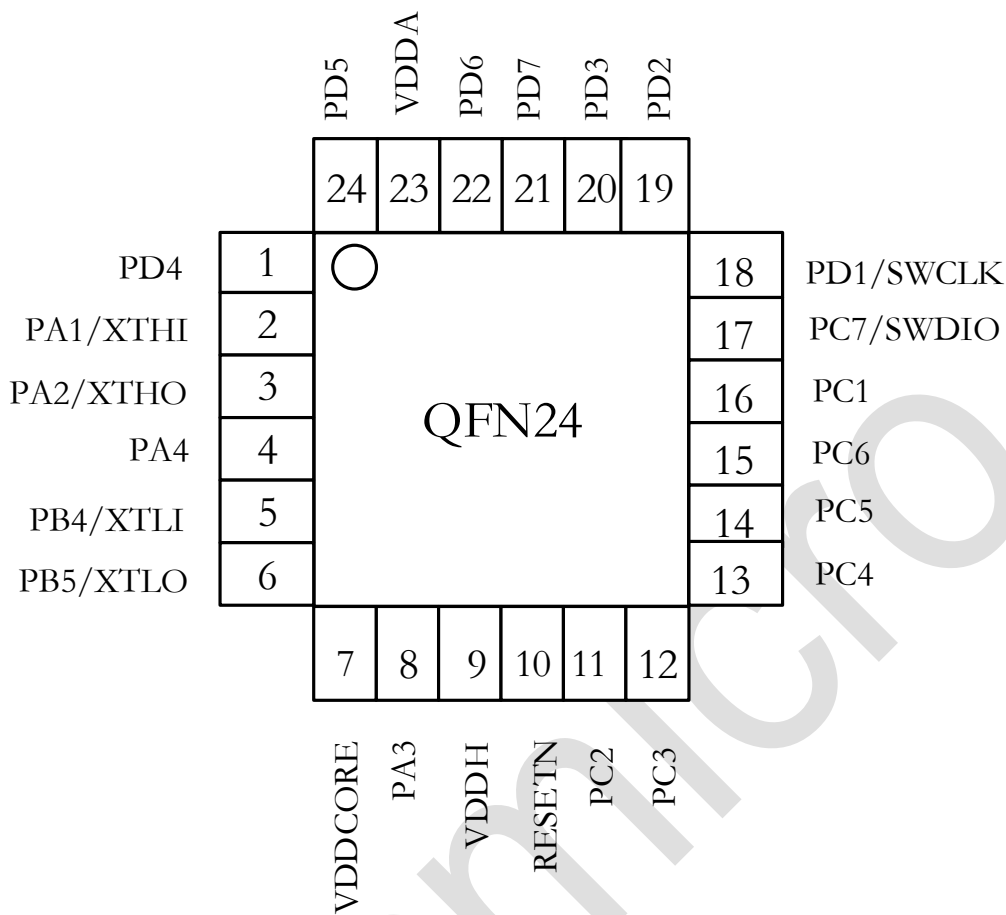 PD5 VDDA PD6 PD7 PD3 PD2
24 23 22 21 20 19
PD4 1 18 PD1/SWCLK
PA1/XTHI 2 17 PC7/SWDIO
PA2/XTHO 3 16 PC1
QFN24
PA4 4 15 PC6
PB4/XTLI 5 14 PC5
PB5/XTLO 6 13 PC4
7 8 9 10 11 12
VDDCORE PA3 VDDH RESETN PC2 PC3
micro